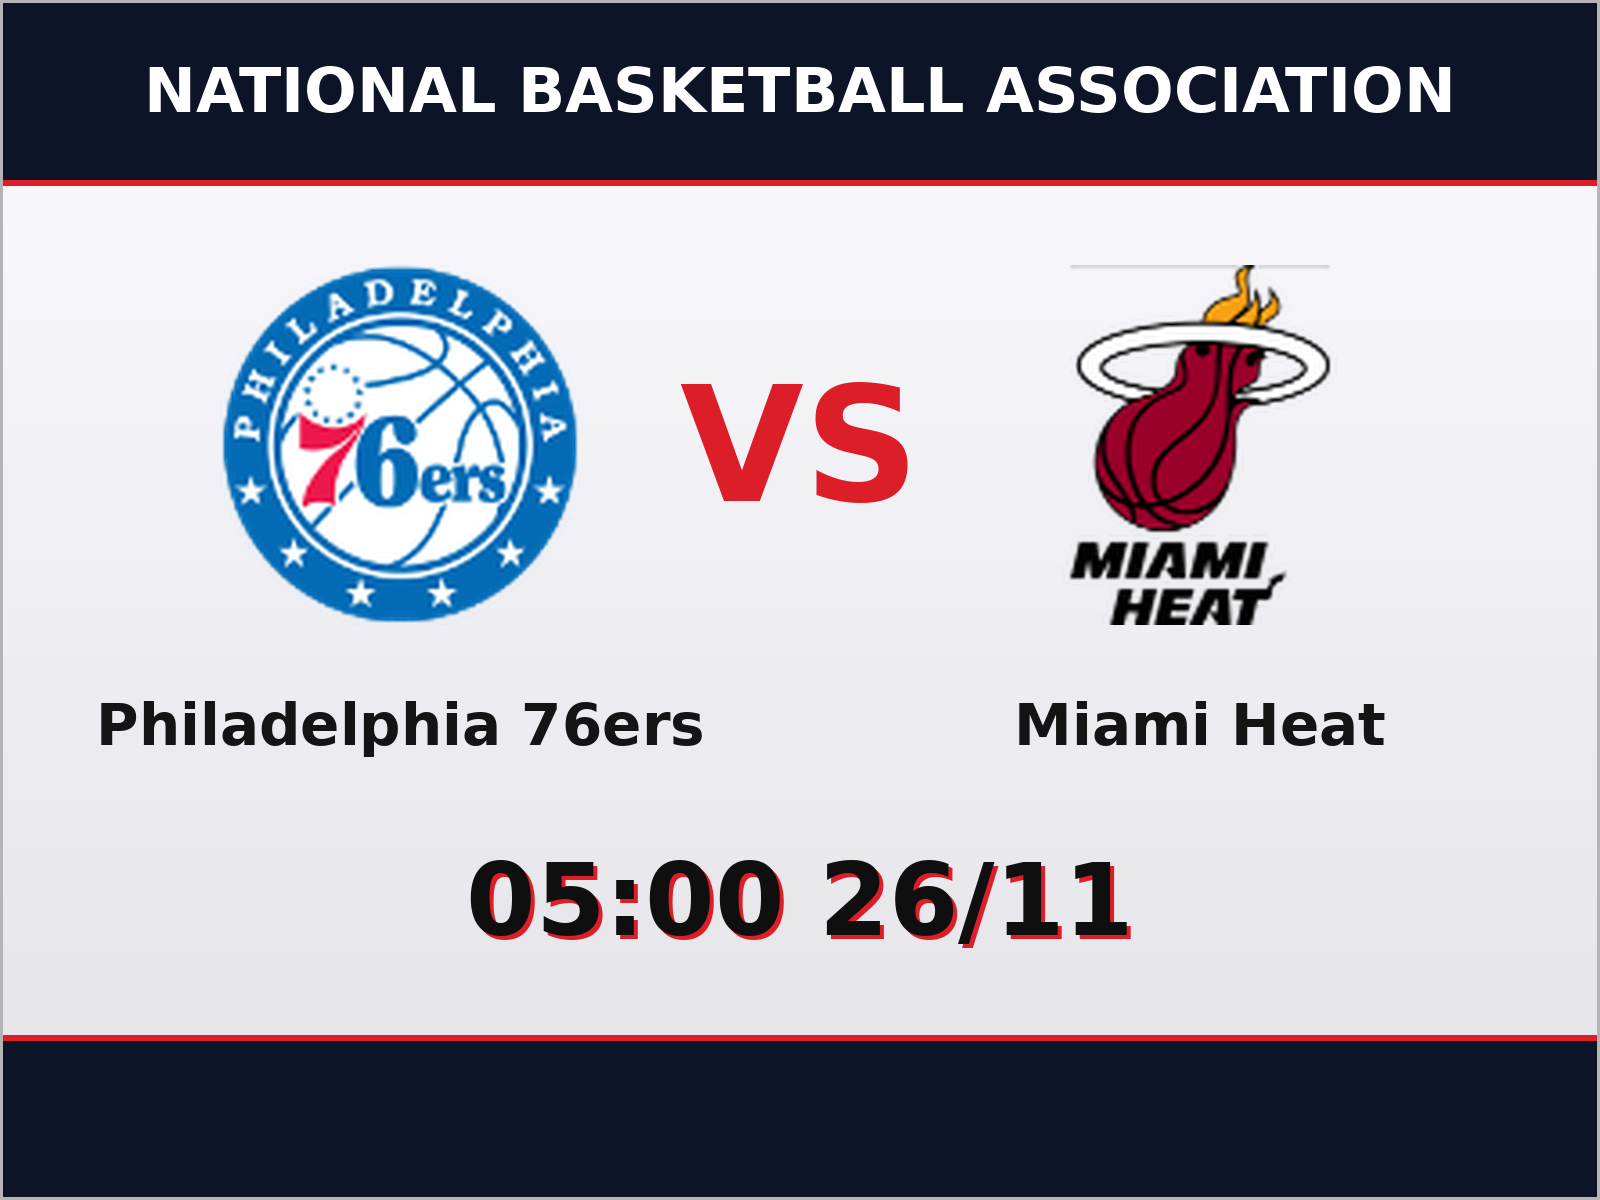 NATIONAL BASKETBALL ASSOCIATION
PHILADELPHIA
76ers
VS
MIAMI
HEAT
Philadelphia 76ers
Miami Heat
05:00 26/11